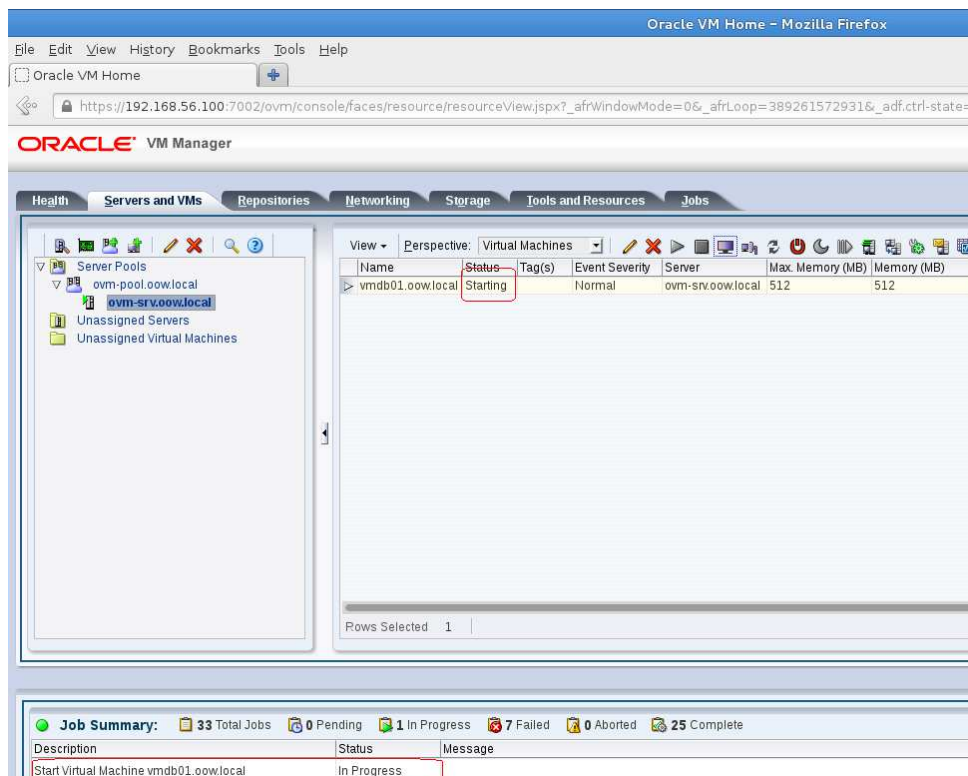 Oracle VM Home - Mozilla Firefox
File Edit View History Bookmarks Tools Help
Oracle VM Home
https://192.168.56.100:7002/ovm/console/faces/resource/resourceView.jspx?_afrWindowMode=0&_afrLoop=389261572931&_adf.ctrl-state=
ORACLE VM Manager
Health Servers and VMs Repositories Networking Storage Tools and Resources Jobs
View Perspective: Virtual Machines
Server Pools
ovm-pool.oow.local
ovm-srv.oow.local
Unassigned Servers
Unassigned Virtual Machines
Name Status Tag(s) Event Severity Server Max. Memory (MB) Memory (MB)
vmdb01.oow.local Starting Normal ovm-srv.oow.local 512 512
Rows Selected 1
Job Summary: 33 Total Jobs 0 Pending 1 In Progress 7 Failed 0 Aborted 25 Complete
Description Status Message
Start Virtual Machine vmdb01.oow.local In Progress